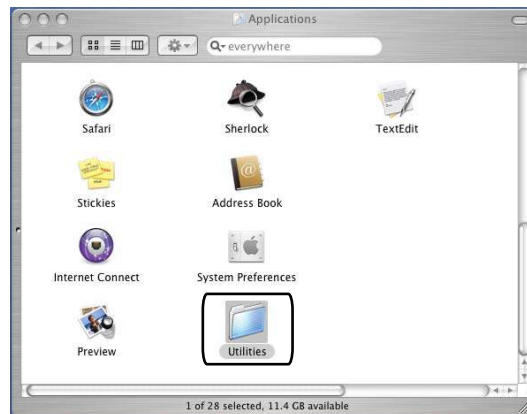 Applications
everywhere
Safari
Sherlock
TextEdit
Stickies
Address Book
Internet Connect
System Preferences
Preview
Utilities
1 of 28 selected, 11.4 GB available